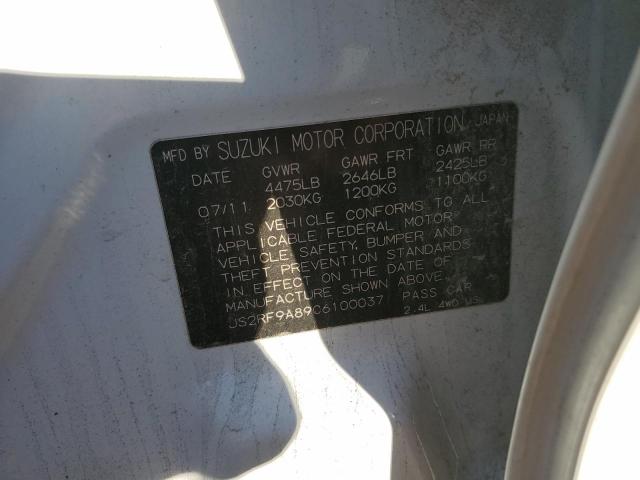 MFD BY SUZUKI MOTOR CORPORATION JAPAN
DATE GVWR GAWR FRT GAWR RR
4475LB 2646LB 2425LB
07/11 2030KG 1200KG 1100KG
THIS VEHICLE CONFORMS TO ALL
APPLICABLE FEDERAL MOTOR
VEHICLE SAFETY, BUMPER AND
THEFT PREVENTION STANDARDS
IN EFFECT ON THE DATE OF
MANUFACTURE SHOWN ABOVE.
JS2RF9A89C6100037 PASS CAR
2.4L 4WD US